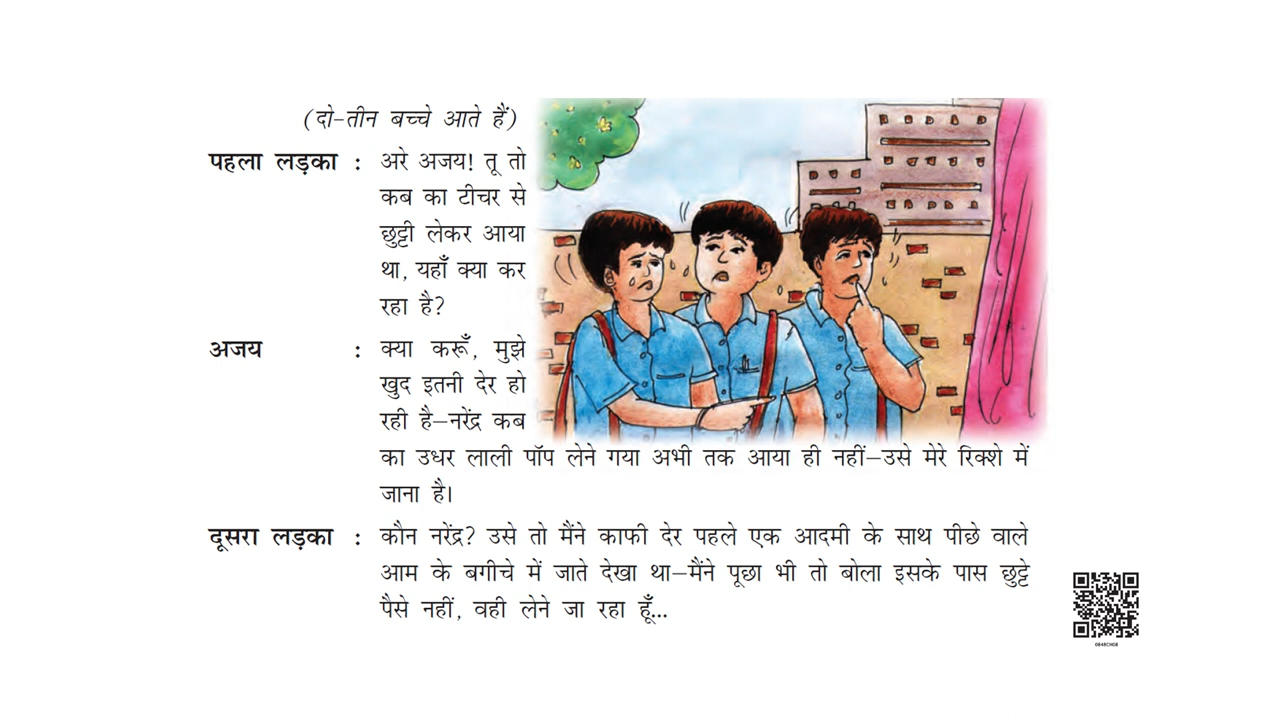 (दो-तीन बच्चे आते हैं)
पहला लड़का : अरे अजय! तू तो
कब का टीचर से
छुट्टी लेकर आया
था, यहाँ क्या कर
रहा है?
अजय : क्या करूँ, मुझे
खुद इतनी देर हो
रही है–नरेंद्र कब
का उधर लाली पॉप लेने गया अभी तक आया ही नहीं–उसे मेरे रिक्शे में
जाना है।
दूसरा लड़का : कौन नरेंद्र? उसे तो मैंने काफी देर पहले एक आदमी के साथ पीछे वाले
आम के बगीचे में जाते देखा था–मैंने पूछा भी तो बोला इसके पास छुट्टे
पैसे नहीं, वही लेने जा रहा हूँ...
0848CH08